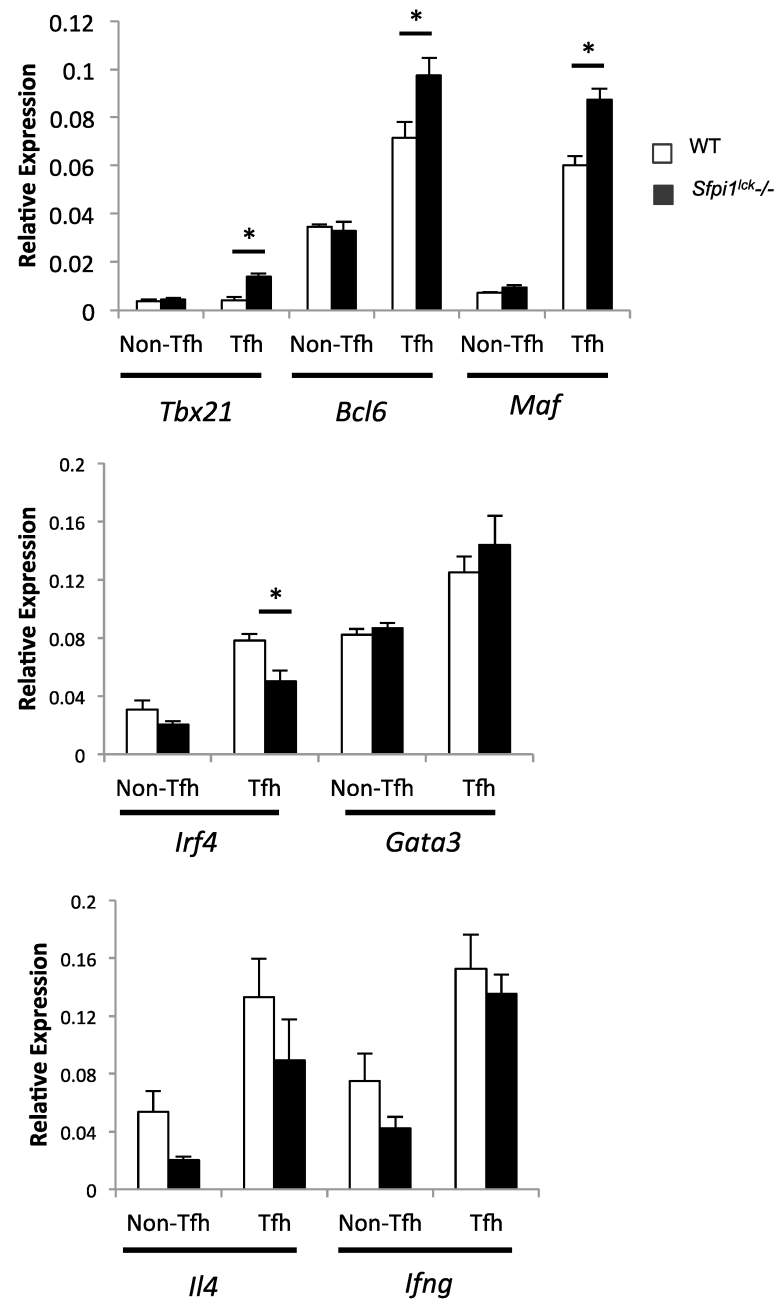 Relative Expression
0.12
0.1
0.08
0.06
0.04
0.02
0
*
*
*
WT
Sfpi1lck-/-
Non-Tfh Tfh Non-Tfh Tfh Non-Tfh Tfh
Tbx21 Bcl6 Maf
Relative Expression
0.2
0.16
0.12
0.08
0.04
0
*
Non-Tfh Tfh Non-Tfh Tfh
Irf4 Gata3
Relative Expression
0.2
0.16
0.12
0.08
0.04
0
Non-Tfh Tfh Non-Tfh Tfh
Il4 Ifng